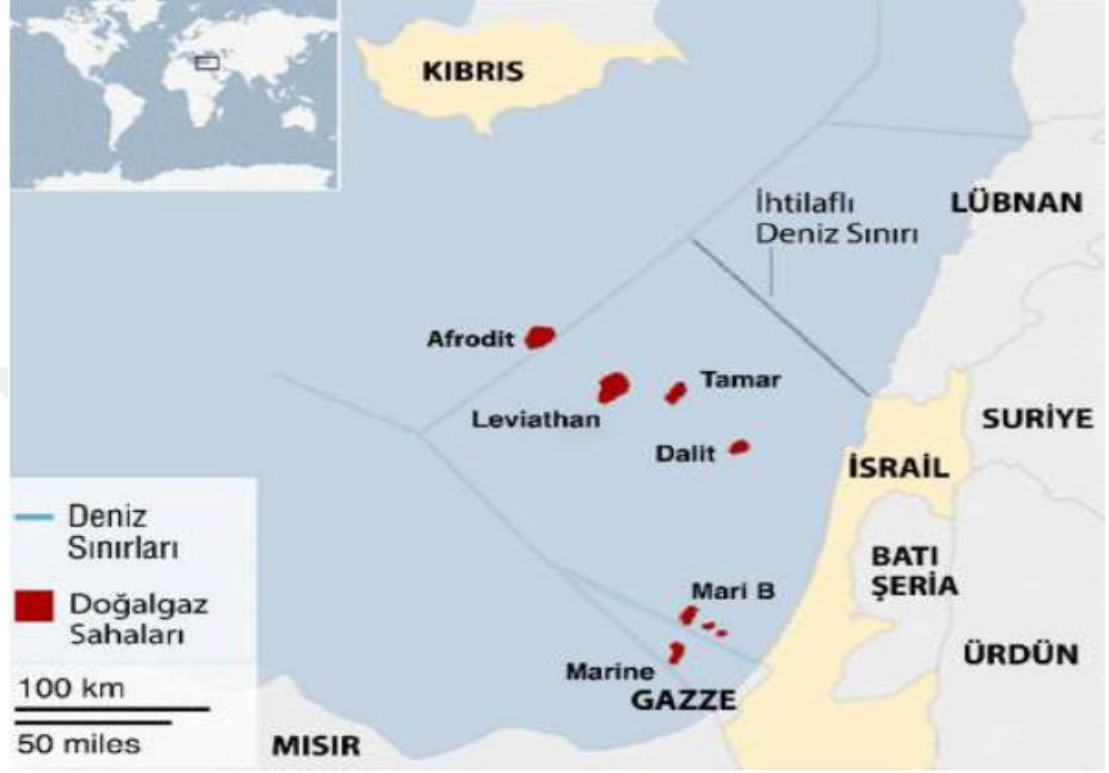 KIBRIS
LÜBNAN
İhtilaflı
Deniz Sınırı
Afrodit
Tamar
Leviathan
SURİYE
Dalit
İSRAİL
Deniz
Sınırları
BATI
ŞERİA
Mari B
Doğalgaz
Sahaları
ÜRDÜN
Marine
GAZZE
100 km
50 miles
MISIR